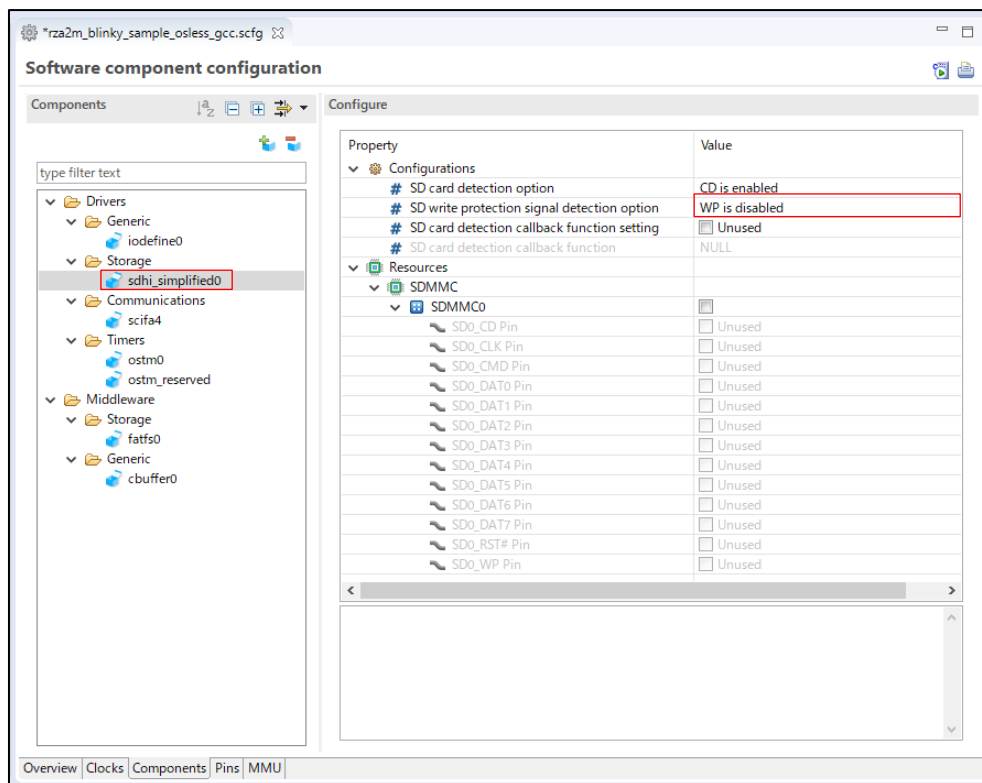 *rza2m_blinky_sample_osless_gcc.scfg
Software component configuration
Components
Configure
type filter text
Drivers
Generic
iodefine0
Storage
sdhi_simplified0
Communications
scifa4
Timers
ostm0
ostm_reserved
Middleware
Storage
fatfs0
Generic
cbuffer0
Property Value
Configurations
# SD card detection option CD is enabled
# SD write protection signal detection option WP is disabled
# SD card detection callback function setting Unused
# SD card detection callback function NULL
Resources
SDMMC
SDMMC0
SD0_CD Pin Unused
SD0_CLK Pin Unused
SD0_CMD Pin Unused
SD0_DAT0 Pin Unused
SD0_DAT1 Pin Unused
SD0_DAT2 Pin Unused
SD0_DAT3 Pin Unused
SD0_DAT4 Pin Unused
SD0_DAT5 Pin Unused
SD0_DAT6 Pin Unused
SD0_DAT7 Pin Unused
SD0_RST# Pin Unused
SD0_WP Pin Unused
Overview Clocks Components Pins MMU